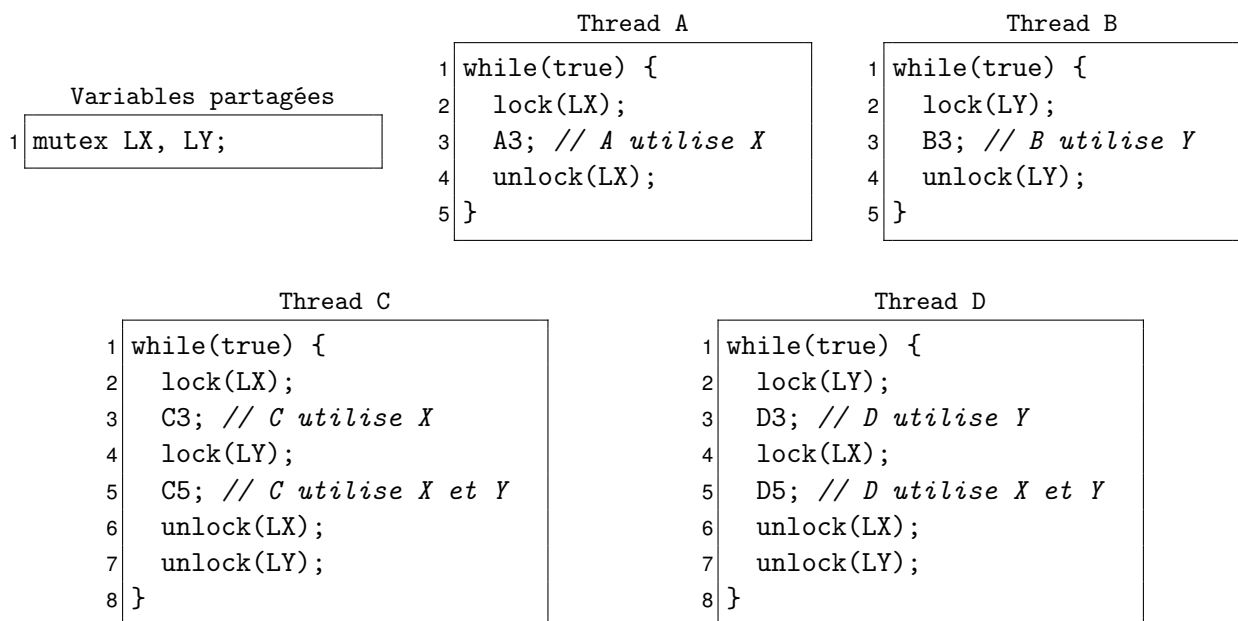 Thread A
Thread B
Variables partagées
1 mutex LX, LY;
1 while(true) {
2 lock(LX);
3 A3; // A utilise X
4 unlock(LX);
5 }
1 while(true) {
2 lock(LY);
3 B3; // B utilise Y
4 unlock(LY);
5 }
Thread C
1 while(true) {
2 lock(LX);
3 C3; // C utilise X
4 lock(LY);
5 C5; // C utilise X et Y
6 unlock(LX);
7 unlock(LY);
8 }
Thread D
1 while(true) {
2 lock(LY);
3 D3; // D utilise Y
4 lock(LX);
5 D5; // D utilise X et Y
6 unlock(LX);
7 unlock(LY);
8 }